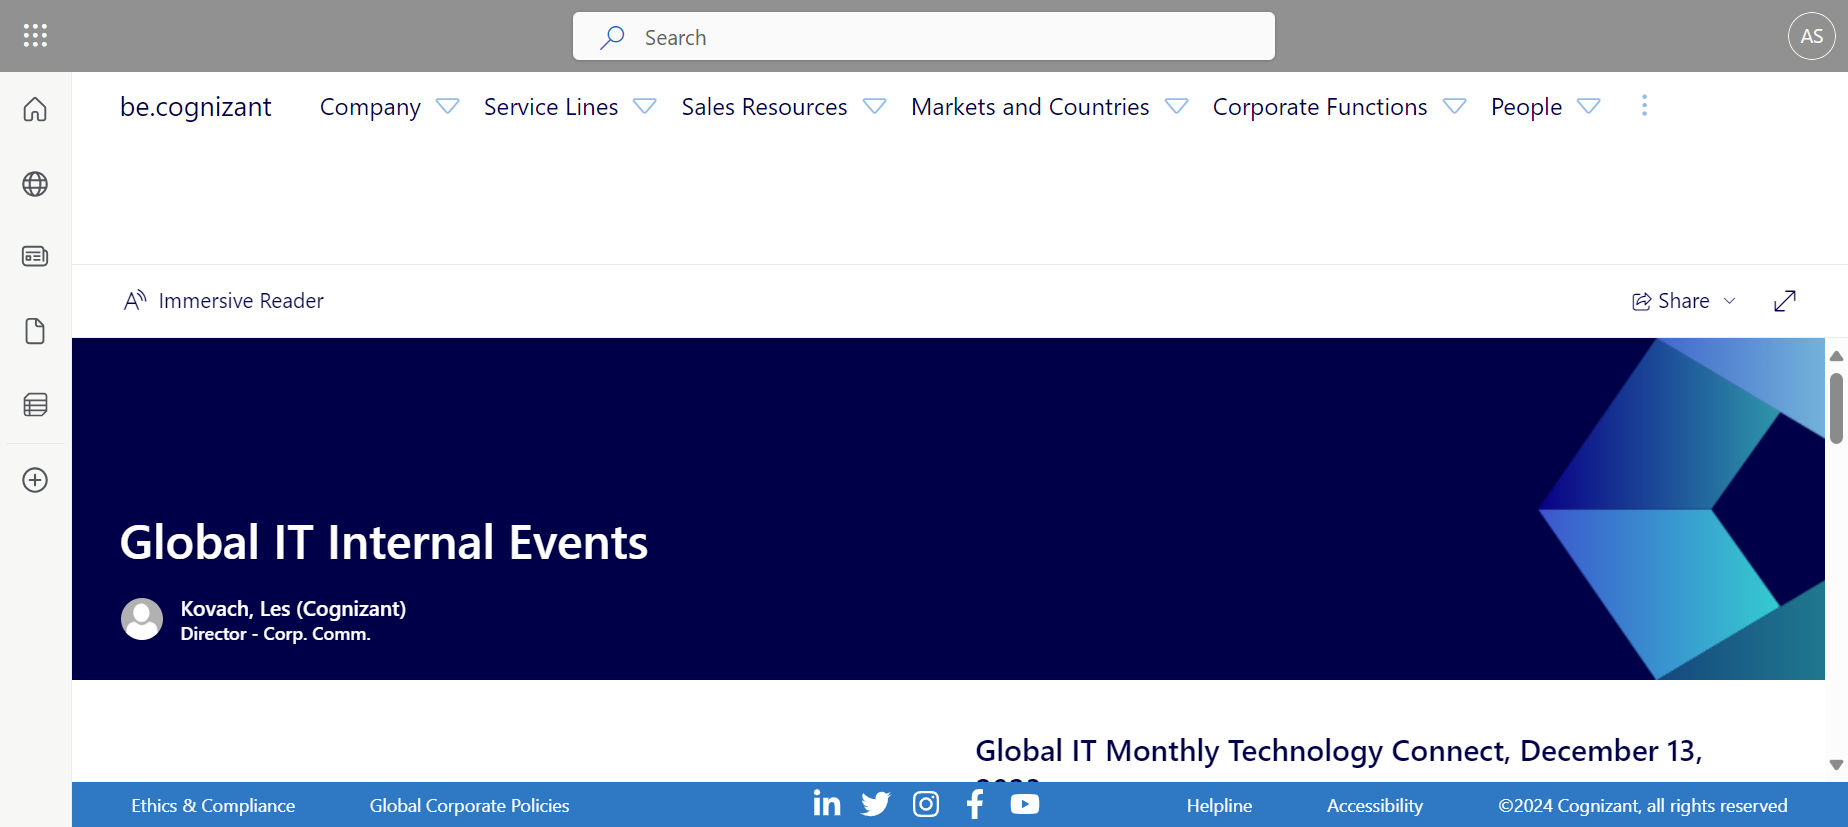 Search
AS
be.cognizant
Company
Service Lines
Sales Resources
Markets and Countries
Corporate Functions
People
Immersive Reader
Share
Global IT Internal Events
Kovach, Les (Cognizant)
Director - Corp. Comm.
Global IT Monthly Technology Connect, December 13,
Ethics & Compliance
Global Corporate Policies
Helpline
Accessibility
©2024 Cognizant, all rights reserved